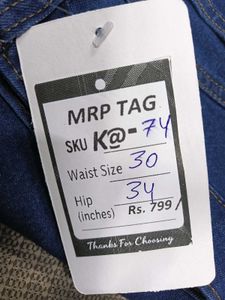 MRP TAG
SKU K@-74
Waist Size 30
Hip 34
(inches) Rs. 799/
Thanks For Choosing